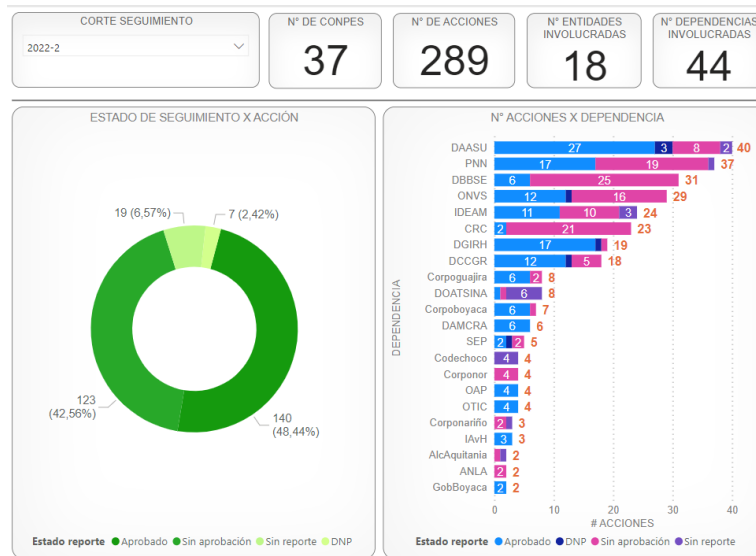 CORTE SEGUIMIENTO
2022-2
N° DE CONPES
37
N° DE ACCIONES
289
N° ENTIDADES
INVOLUCRADAS
18
N° DEPENDENCIAS
INVOLUCRADAS
44
ESTADO DE SEGUIMIENTO X ACCIÓN
19 (6,57%)
7 (2,42%)
123
(42,56%)
140
(48,44%)
Estado reporte Aprobado Sin aprobación Sin reporte DNP
N° ACCIONES X DEPENDENCIA
DEPENDENCIA
DAASU 27 3 8 2 40
PNN 17 19 37
DBBSE 6 25 31
ONVS 12 16 29
IDEAM 11 10 3 24
CRC 2 21 23
DGIRH 17 19
DCCGR 12 5 18
Corpoguajira 6 2 8
DOATSINA 6 8
Corpoboyaca 6 7
DAMCRA 6 6
SEP 2 2 5
Codechoco 4 4
Corponor 4 4
OAP 4 4
OTIC 4 4
Corponariño 2 3
IAvH 3 3
AlcAquitania 2
ANLA 2 2
GobBoyaca 2 2
0 10 20 30 40
# ACCIONES
Estado reporte Aprobado DNP Sin aprobación Sin reporte